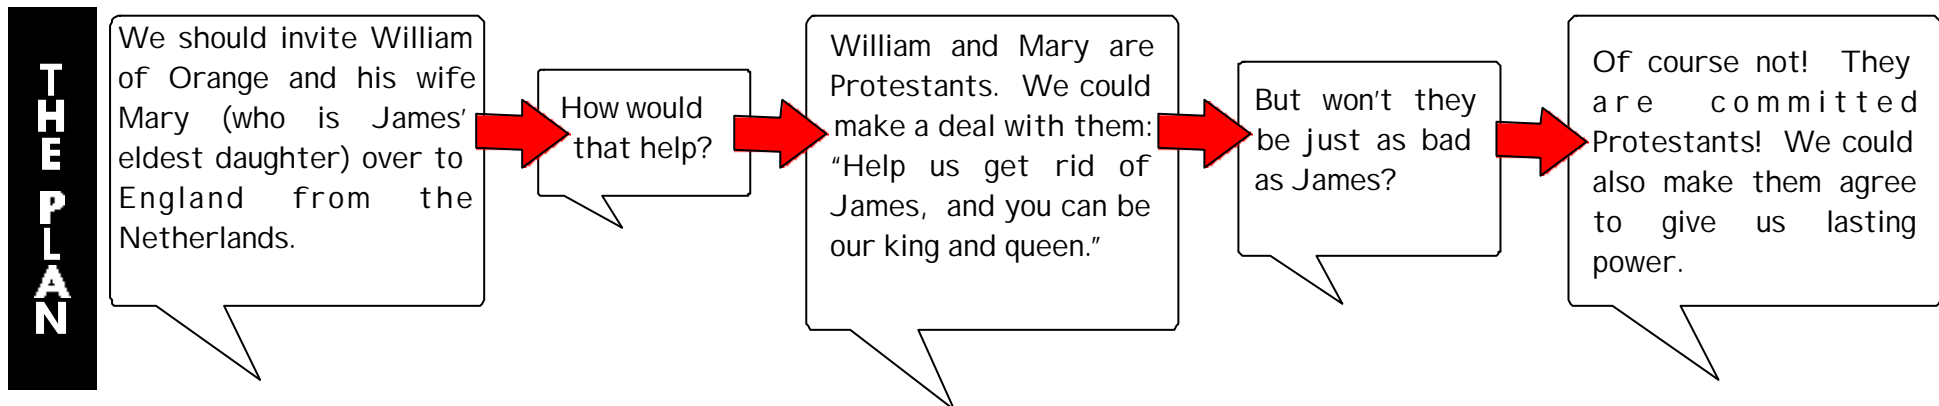 THE PLAN
We should invite William
of Orange and his wife
Mary (who is James'
eldest daughter) over to
England from the
Netherlands.
How would
that help?
William and Mary are
Protestants. We could
make a deal with them:
“Help us get rid of
James, and you can be
our king and queen.”
But won't they
be just as bad
as James?
Of course not! They
are committed
Protestants! We could
also make them agree
to give us lasting
power.